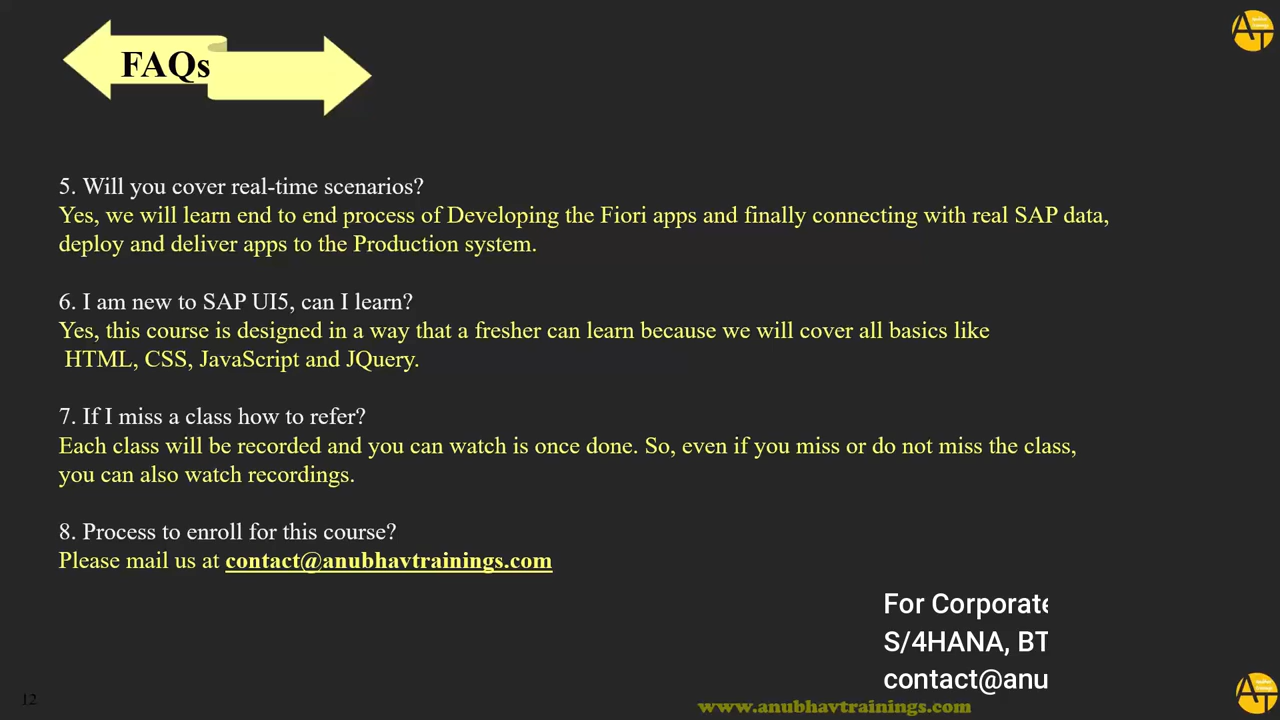 FAQs
5. Will you cover real-time scenarios?
Yes, we will learn end to end process of Developing the Fiori apps and finally connecting with real SAP data,
deploy and deliver apps to the Production system.
6. I am new to SAP UI5, can I learn?
Yes, this course is designed in a way that a fresher can learn because we will cover all basics like
HTML, CSS, JavaScript and JQuery.
7. If I miss a class how to refer?
Each class will be recorded and you can watch is once done. So, even if you miss or do not miss the class,
you can also watch recordings.
8. Process to enroll for this course?
Please mail us at contact@anubhavtrainings.com
For Corporate
S/4HANA, BT
contact@anu
12
www.anubhavtrainings.com